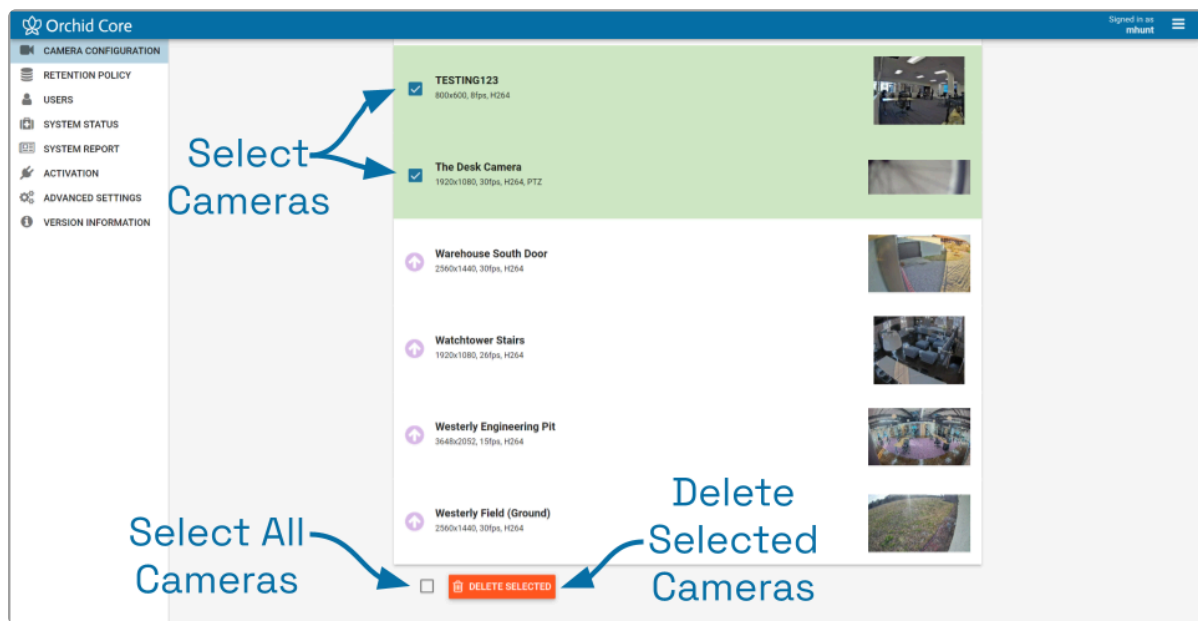 Orchid Core
Signed in as
mhunt
CAMERA CONFIGURATION
RETENTION POLICY
USERS
SYSTEM STATUS
SYSTEM REPORT
ACTIVATION
ADVANCED SETTINGS
VERSION INFORMATION
Select
Cameras
TESTING123
800x600, 8fps, H264
The Desk Camera
1920x1080, 30fps, H264, PTZ
Warehouse South Door
2560x1440, 30fps, H264
Watchtower Stairs
1920x1080, 26fps, H264
Westerly Engineering Pit
3648x2052, 15fps, H264
Westerly Field (Ground)
2560x1440, 30fps, H264
Select All
Cameras
DELETE SELECTED
Delete
Selected
Cameras